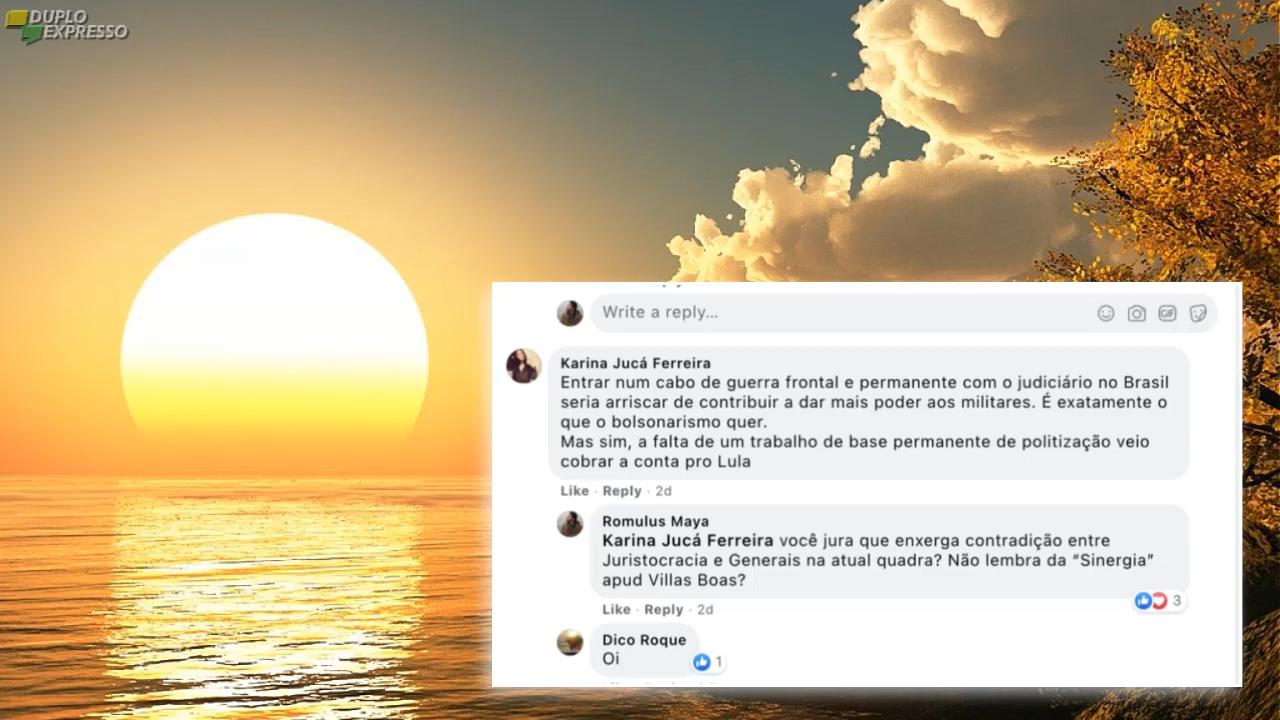 DUPLO
EXPRESSO
Write a reply...
GIF
Karina Jucá Ferreira
Entrar num cabo de guerra frontal e permanente com o judiciário no Brasil
seria arriscar de contribuir a dar mais poder aos militares. É exatamente o
que o bolsonarismo quer.
Mas sim, a falta de um trabalho de base permanente de politização veio
cobrar a conta pro Lula
Like · Reply · 2d
Romulus Maya
Karina Jucá Ferreira você jura que enxerga contradição entre
Juristocracia e Generais na atual quadra? Não lembra da “Sinergia”
apud Villas Boas?
3
Like · Reply · 2d
Dico Roque
Oi
1